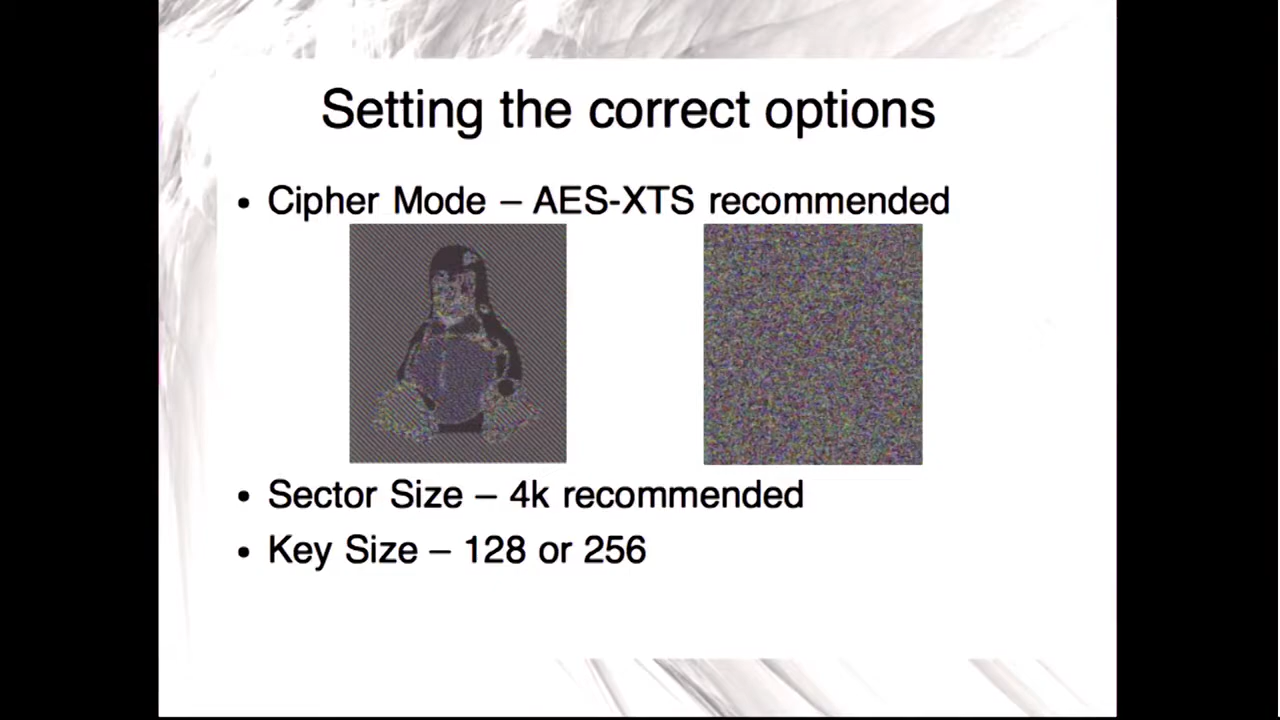 Setting the correct options
• Cipher Mode – AES-XTS recommended
• Sector Size – 4k recommended
• Key Size – 128 or 256